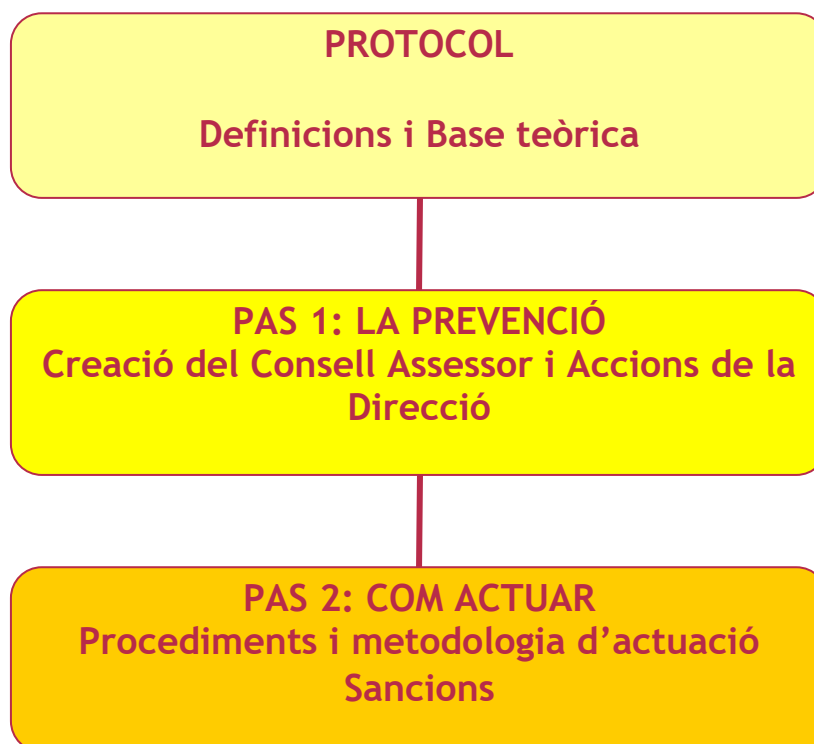 PROTOCOL
Definicions i Base teòrica
PAS 1: LA PREVENCIÓ
Creació del Consell Assessor i Accions de la
Direcció
PAS 2: COM ACTUAR
Procediments i metodologia d’actuació
Sancions